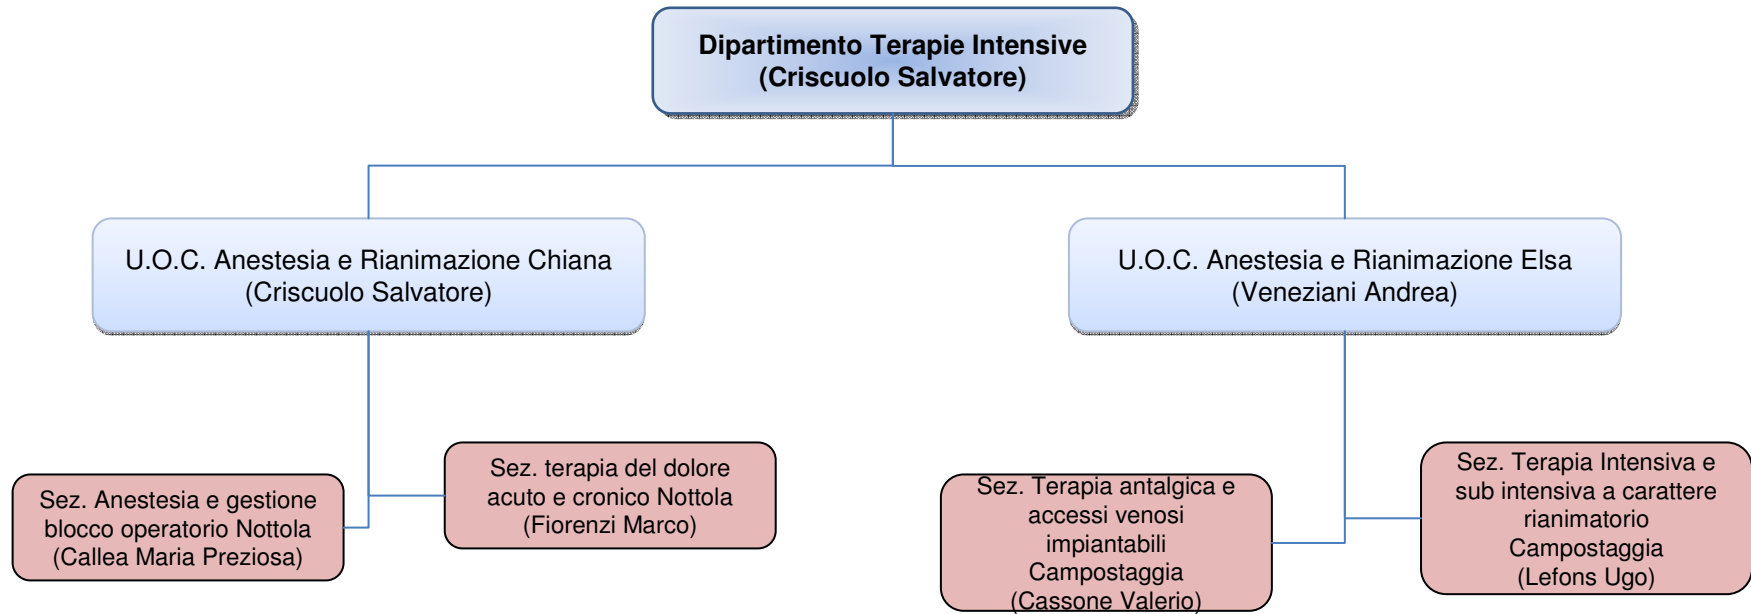 Dipartimento Terapie Intensive
(Criscuolo Salvatore)
U.O.C. Anestesia e Rianimazione Chiana
(Criscuolo Salvatore)
U.O.C. Anestesia e Rianimazione Elsa
(Veneziani Andrea)
Sez. Anestesia e gestione
blocco operatorio Nottola
(Callea Maria Preziosa)
Sez. terapia del dolore
acuto e cronico Nottola
(Fiorenzi Marco)
Sez. Terapia antalgica e
accessi venosi
impiantabili
Campostaggia
(Cassone Valerio)
Sez. Terapia Intensiva e
sub intensiva a carattere
rianimatorio
Campostaggia
(Lefons Ugo)